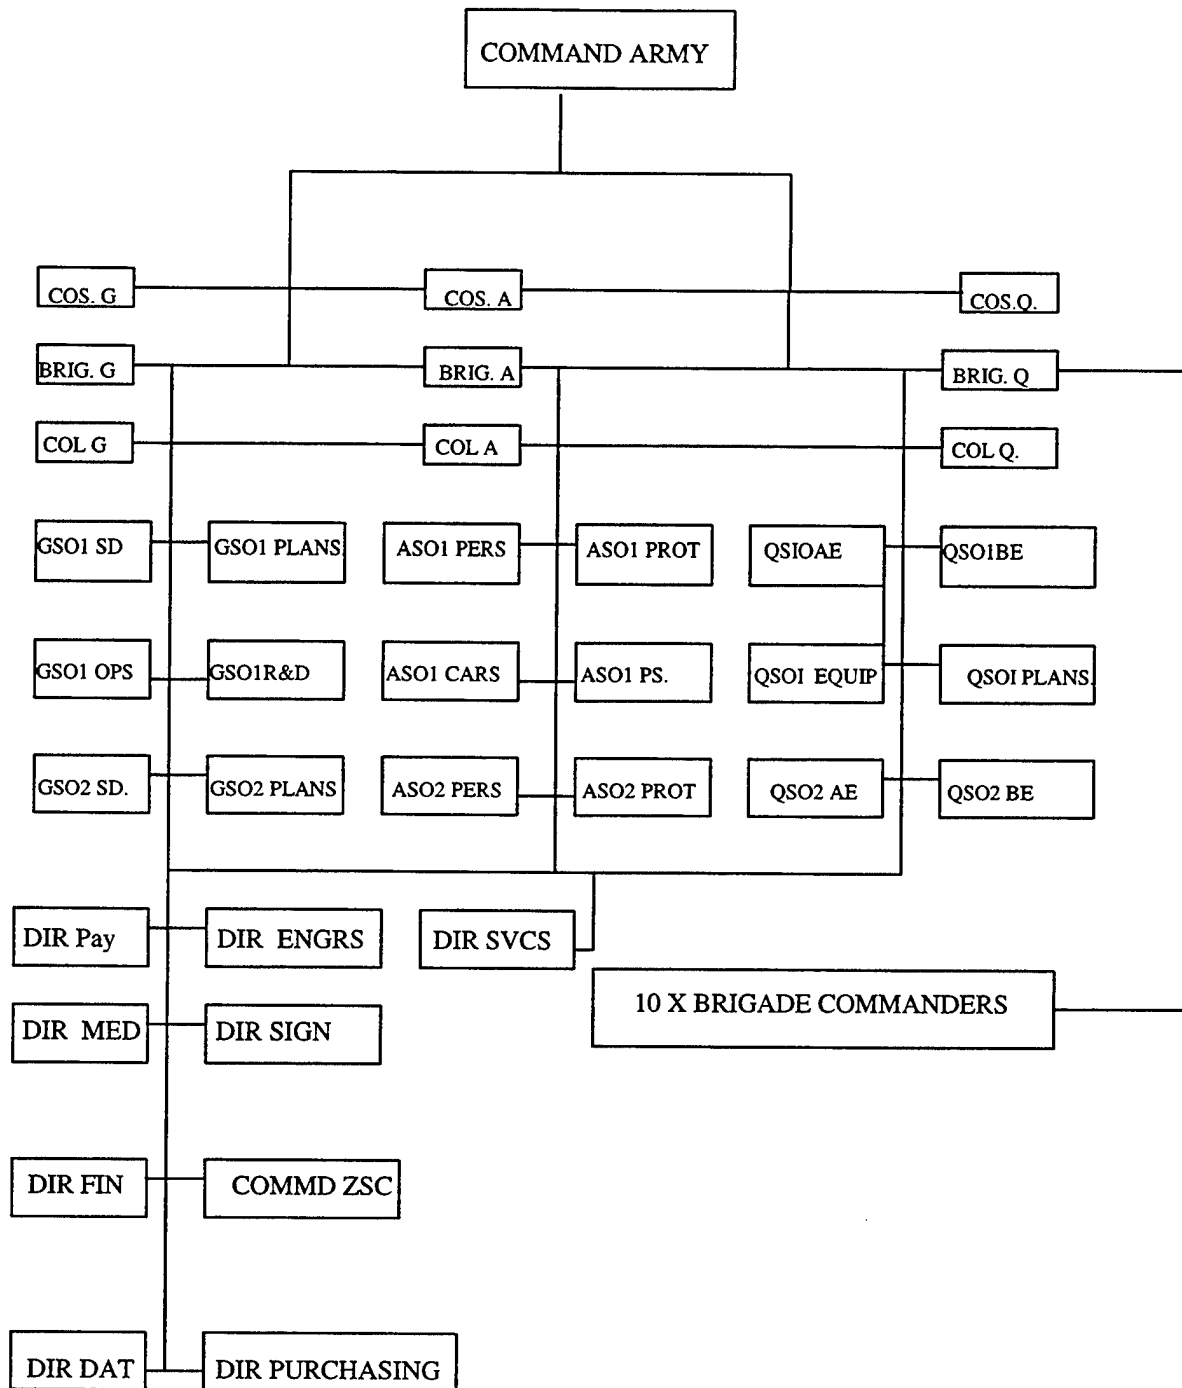 COMMAND ARMY
COS. G
COS. A
COS.Q.
BRIG. G
BRIG. A
BRIG. Q
COL G
COL A
COL Q.
GSO1 SD
GSO1 PLANS
ASO1 PERS
ASO1 PROT
QSIOAE
QSO1BE
GSO1 OPS
GSO1R&D
ASO1 CARS
ASO1 PS.
QSO1 EQUIP
QSOI PLANS.
GSO2 SD.
GSO2 PLANS
ASO2 PERS
ASO2 PROT
QSO2 AE
QSO2 BE
DIR Pay
DIR ENGRS
DIR SVCS
10 X BRIGADE COMMANDERS
DIR MED
DIR SIGN
DIR FIN
COMMD ZSC
DIR DAT
DIR PURCHASING